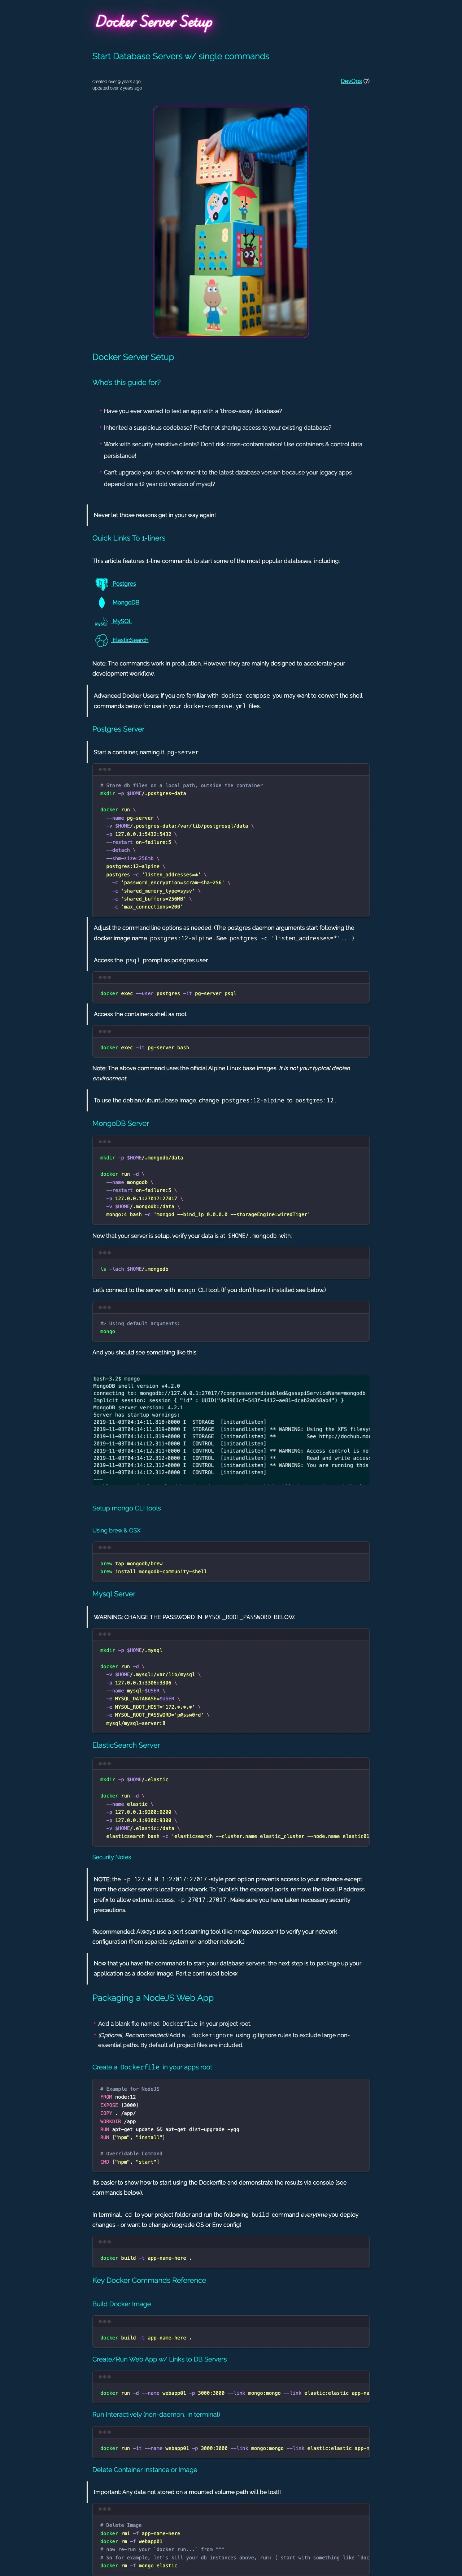 Docker Server Setup
Start Database Servers w/ single commands
created over 9 years ago
DevOps (7)
updated over 2 years ago
8
Docker Server Setup
Who's this guide for?
Have you ever wanted to test an app with a 'throw-away' database?
Inherited a suspicious codebase? Prefer not sharing access to your existing database?
Work with security sensitive clients? Don't risk cross-contamination! Use containers & control data
persistance!
Can't upgrade your dev environment to the latest database version because your legacy apps
depend on a 12 year old version of mysql?
Never let those reasons get in your way again!
Quick Links To 1-liners
This article features 1-line commands to start some of the most popular databases, including:
Postgres
MongoDB
MySQL MySQL
ElasticSearch
Note: The commands work in production. However they are mainly designed to accelerate your
development workflow.
Advanced Docker Users: If you are familiar with docker-compose you may want to convert the shell
commands below for use in your docker-compose.yml files.
Postgres Server
Start a container, naming it pg-server
# Store db files on a local path, outside the container
mkdir -p $HOME/.postgres-data
docker run \
--name pg-server \
-v $HOME/.postgres-data:/var/lib/postgresql/data \
-p 127.0.0.1:5432:5432 \
--restart on-failure:5 \
--detach \
--shm-size=256mb \
postgres:12-alpine \
postgres -c 'listen_addresses=*' \
-c 'password_encryption=scram-sha-256' \
-c 'shared_memory_type=sysv' \
-c 'shared_buffers=256MB' \
-c 'max_connections=200'
Adjust the command line options as needed. (The postgres daemon arguments start following the
docker image name postgres:12-alpine. See postgres -c 'listen_addresses=*'...)
Access the psql prompt as postgres user
docker exec --user postgres -it pg-server psql
Access the container's shell as root
docker exec -it pg-server bash
Note: The above command uses the official Alpine Linux base images. It is not your typical debian
environment.
To use the debian/ubuntu base image, change postgres:12-alpine to postgres:12.
MongoDB Server
mkdir -p $HOME/.mongodb/data
docker run -d \
--name mongodb \
--restart on-failure:5 \
-p 127.0.0.1:27017:27017 \
-v $HOME/.mongodb:/data \
mongo:4 bash -c 'mongod --bind_ip 0.0.0.0 --storageEngine=wiredTiger'
Now that your server is setup, verify your data is at $HOME/.mongodb with:
ls -lach $HOME/.mongodb
Let's connect to the server with mongo CLI tool. (If you don't have it installed see below.)
#> Using default arguments:
mongo
And you should see something like this:
bash-3.2$ mongo
MongoDB shell version v4.2.0
connecting to: mongodb://127.0.0.1:27017/?compressors=disabled&gssapiServiceName=mongodb
Implicit session: session { "id" : UUID("de3961cf-543f-4412-ae81-dcab2ab58ab4") }
MongoDB server version: 4.2.1
Server has startup warnings:
2019-11-03T04:14:11.818+0000 I STORAGE [initandlisten]
2019-11-03T04:14:11.818+0000 I STORAGE [initandlisten] ** WARNING: Using the XFS filesys
2019-11-03T04:14:11.818+0000 I STORAGE [initandlisten] ** See http://dochub.mo
2019-11-03T04:14:12.311+0000 I CONTROL [initandlisten]
2019-11-03T04:14:12.311+0000 I CONTROL [initandlisten] ** WARNING: Access control is no
2019-11-03T04:14:12.311+0000 I CONTROL [initandlisten] ** Read and write access
2019-11-03T04:14:12.311+0000 I CONTROL [initandlisten] ** WARNING: You are running this
2019-11-03T04:14:12.312+0000 I CONTROL [initandlisten]
Setup mongo CLI tools
Using brew & OSX
brew tap mongodb/brew
brew install mongodb-community-shell
Mysql Server
WARNING: CHANGE THE PASSWORD IN MYSQL_ROOT_PASSWORD BELOW.
mkdir -p $HOME/.mysql
docker run -d \
-v $HOME/.mysql:/var/lib/mysql \
-p 127.0.0.1:3306:3306 \
--name mysql-$USER \
-e MYSQL_DATABASE=$USER \
-e MYSQL_ROOT_HOST='172.*.*.*' \
-e MYSQL_ROOT_PASSWORD='p@ssw0rd' \
mysql/mysql-server:8
ElasticSearch Server
mkdir -p $HOME/.elastic
docker run -d \
--name elastic \
-p 127.0.0.1:9200:9200 \
-p 127.0.0.1:9300:9300 \
-v $HOME/.elastic:/data \
elasticsearch bash -c 'elasticsearch --cluster.name elastic_cluster --node.name elastic01
Security Notes
NOTE: the -p 127.0.0.1:27017:27017-style port option prevents access to your instance except
from the docker server's localhost network. To 'publish' the exposed ports, remove the local IP address
prefix to allow external access: -p 27017:27017. Make sure you have taken necessary security
precautions.
Recommended: Always use a port scanning tool (like nmap/masscan) to verify your network
configuration (from separate system on another network.)
Now that you have the commands to start your database servers, the next step is to package up your
application as a docker image. Part 2 continued below:
Packaging a NodeJS Web App
Add a blank file named Dockerfile in your project root.
(Optional, Recommended) Add a .dockerignore using .gitignore rules to exclude large non-
essential paths. By default all project files are included.
Create a Dockerfile in your apps root
# Example for NodeJS
FROM node:12
EXPOSE [3000]
COPY . /app/
WORKDIR /app
RUN apt-get update && apt-get dist-upgrade -yqq
RUN ["npm", "install"]
# Overridable Command
CMD ["npm", "start"]
It's easier to show how to start using the Dockerfile and demonstrate the results via console (see
commands below).
In terminal, cd to your project folder and run the following build command everytime you deploy
changes - or want to change/upgrade OS or Env config)
docker build -t app-name-here .
Key Docker Commands Reference
Build Docker Image
docker build -t app-name-here .
Create/Run Web App w/ Links to DB Servers
docker run -d --name webapp01 -p 3000:3000 --link mongo:mongo --link elastic:elastic app-na
Run Interactively (non-daemon, in terminal)
docker run -it --name webapp01 -p 3000:3000 --link mongo:mongo --link elastic:elastic app-n
Delete Container Instance or Image
Important: Any data not stored on a mounted volume path will be lost!!
# Delete Image
docker rmi -f app-name-here
docker rm -f webapp01
# now re-run your `docker run...` from ^^^
# So for example, let's kill your db instances above, run: ( start with something like `doc
docker rm -f mongo elastic